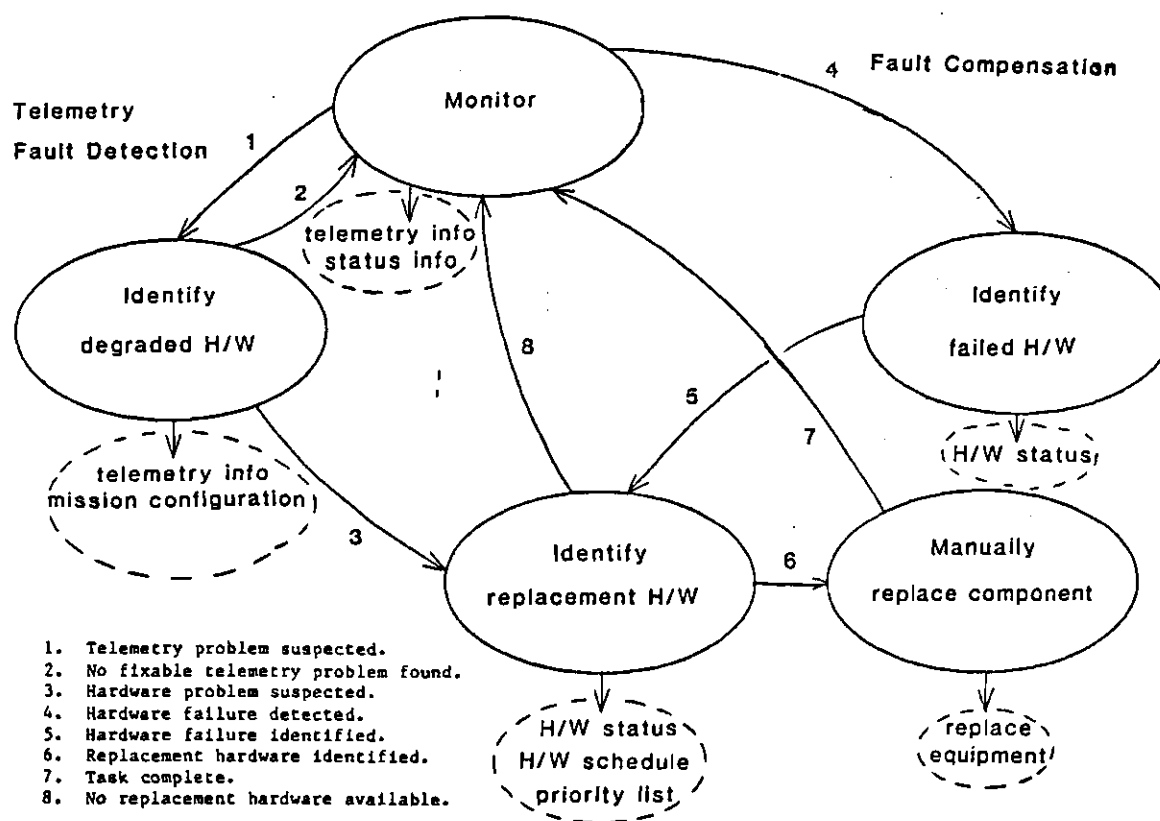 Monitor
4
Fault Compensation
Telemetry
Fault Detection
1
2
telemetry info
status info
Identify
degraded H/W
Identify
failed H/W
8
5
7
telemetry info
mission configuration
H/W status
3
Identify
replacement H/W
6
Manually
replace component
1. Telemetry problem suspected.
2. No fixable telemetry problem found.
3. Hardware problem suspected.
4. Hardware failure detected.
5. Hardware failure identified.
6. Replacement hardware identified.
7. Task complete.
8. No replacement hardware available.
H/W status
H/W schedule
priority list
replace
equipment